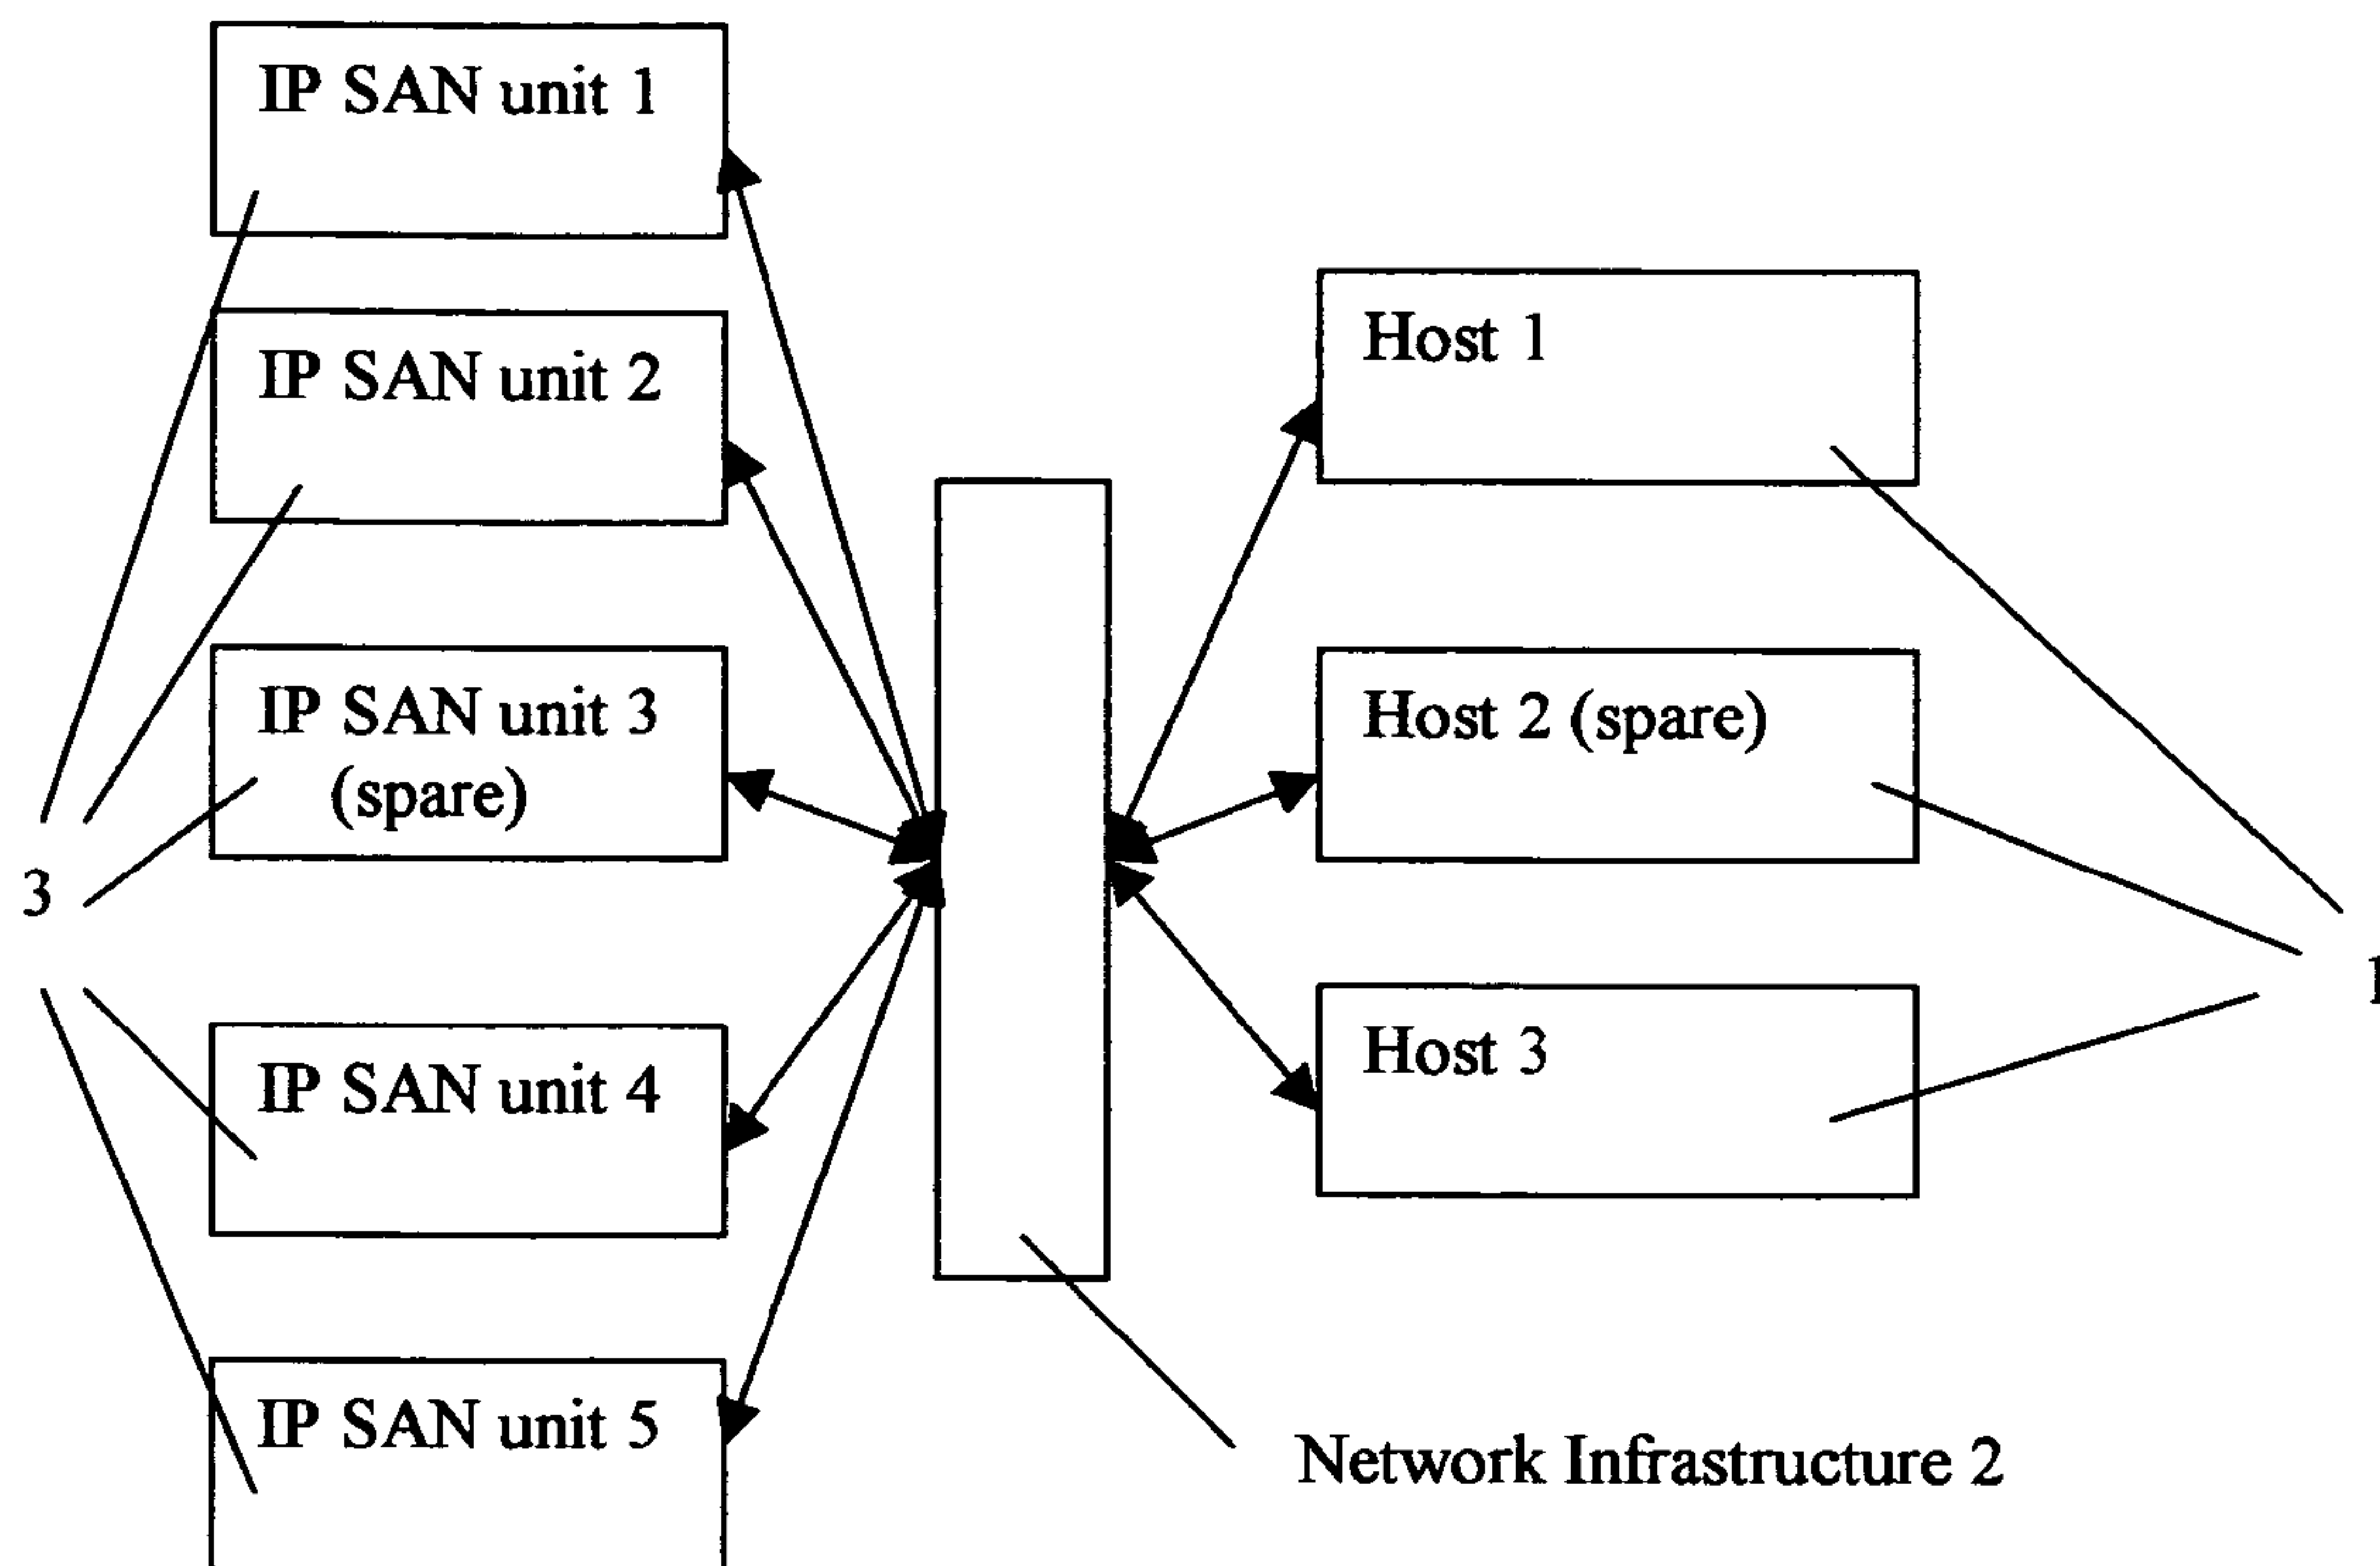 IP SAN unit 1
IP SAN unit 2
IP SAN unit 3
(spare)
IP SAN unit 4
IP SAN unit 5
3
Host 1
Host 2 (spare)
Host 3
1
Network Infrastructure 2